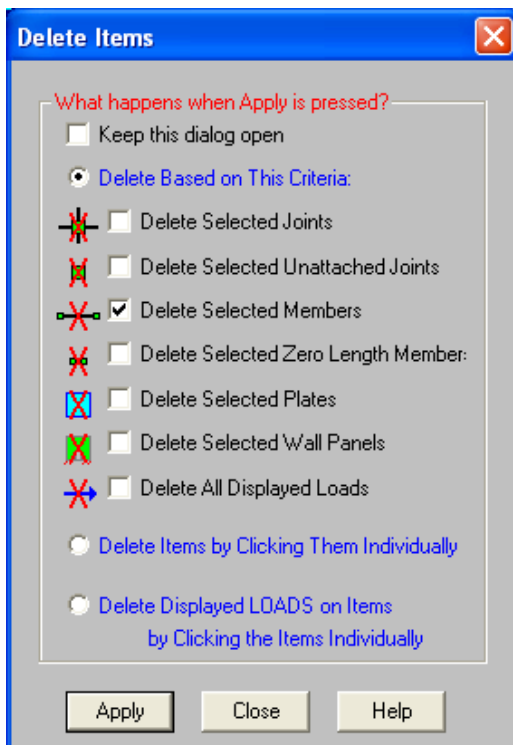 Delete Items
What happens when Apply is pressed?
Keep this dialog open
Delete Based on This Criteria:
Delete Selected Joints
Delete Selected Unattached Joints
Delete Selected Members
Delete Selected Zero Length Member:
Delete Selected Plates
Delete Selected Wall Panels
Delete All Displayed Loads
Delete Items by Clicking Them Individually
Delete Displayed LOADS on Items
by Clicking the Items Individually
Apply Close Help